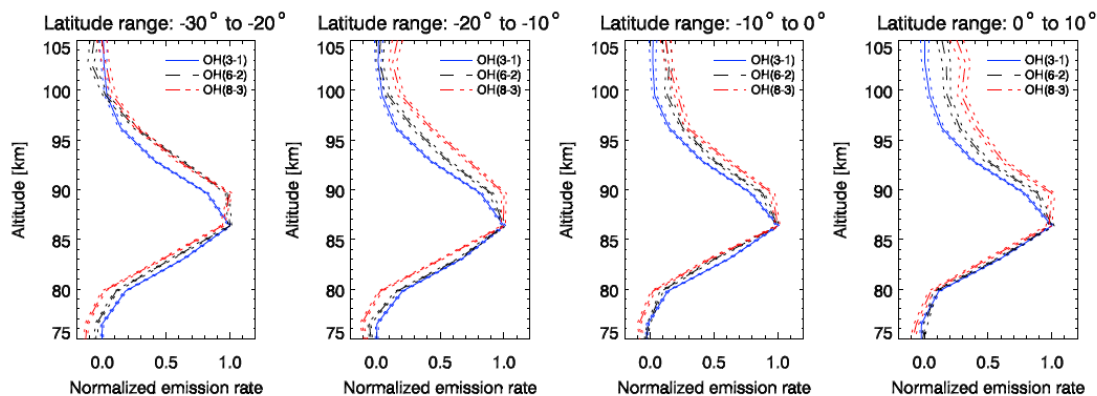 Latitude range: -30° to -20°
105
100
95
90
85
80
75
Altitude [km]
OH(3-1)
OH(6-2)
OH(8-3)
0.0 0.5 1.0
Normalized emission rate
Latitude range: -20° to -10°
105
100
95
90
85
80
75
Altitude [km]
OH(3-1)
OH(6-2)
OH(8-3)
0.0 0.5 1.0
Normalized emission rate
Latitude range: -10° to 0°
105
100
95
90
85
80
75
Altitude [km]
OH(3-1)
OH(6-2)
OH(8-3)
0.0 0.5 1.0
Normalized emission rate
Latitude range: 0° to 10°
105
100
95
90
85
80
75
Altitude [km]
OH(3-1)
OH(6-2)
OH(8-3)
0.0 0.5 1.0
Normalized emission rate